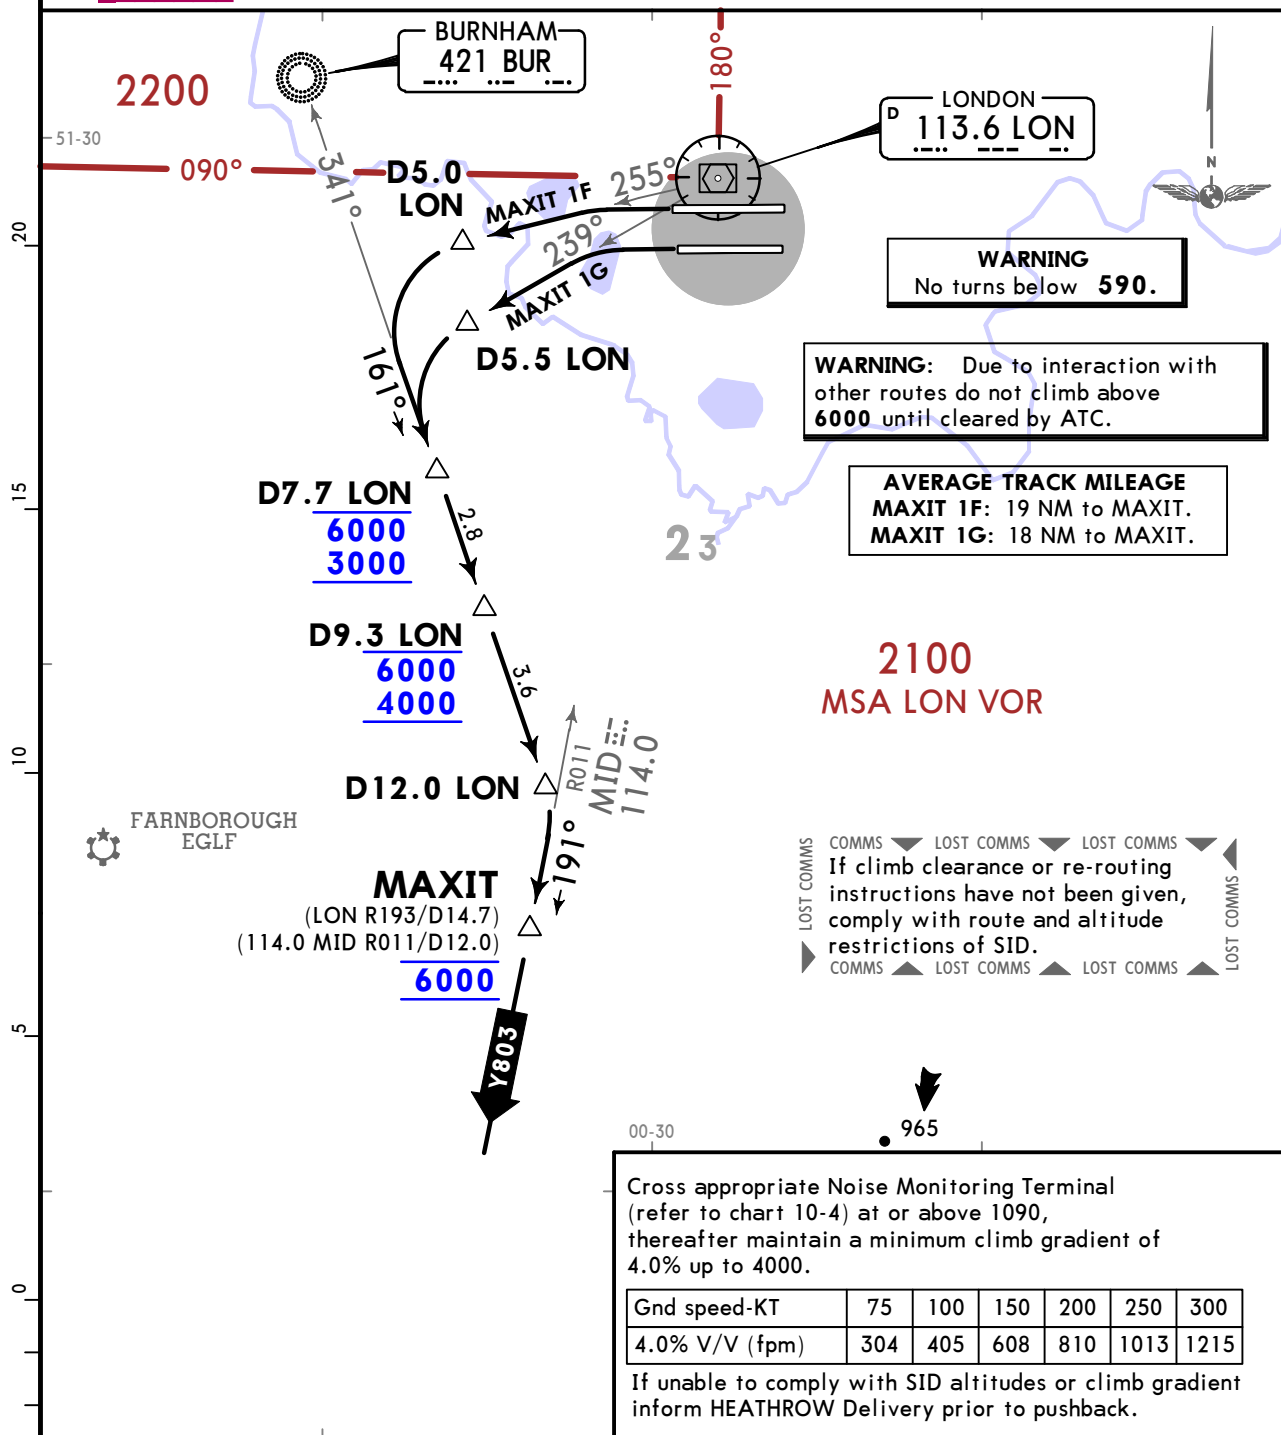 BURNHAM
421 BUR
2200
180°
LONDON
D 113.6 LON
51-30
090°
341°
D5.0
LON
255°
MAXIT 1F
239°
MAXIT 1G
N
WARNING
No turns below 590.
20
D5.5 LON
161°
WARNING: Due to interaction with
other routes do not climb above
6000 until cleared by ATC.
AVERAGE TRACK MILEAGE
MAXIT 1F: 19 NM to MAXIT.
MAXIT 1G: 18 NM to MAXIT.
15
D7.7 LON
6000
3000
2.8
23
D9.3 LON
6000
4000
3.6
2100
MSA LON VOR
10
D12.0 LON
R011
MID
114.0
FARNBOROUGH
EGLF
191°
MAXIT
(LON R193/D14.7)
(114.0 MID R011/D12.0)
6000
COMMS LOST COMMS LOST COMMS
LOST COMMS
If climb clearance or re-routing
instructions have not been given,
comply with route and altitude
restrictions of SID.
LOST COMMS
COMMS LOST COMMS LOST COMMS
5
Y803
965
00-30
0
Cross appropriate Noise Monitoring Terminal
(refer to chart 10-4) at or above 1090,
thereafter maintain a minimum climb gradient of
4.0% up to 4000.
Gnd speed-KT 75 100 150 200 250 300
4.0% V/V (fpm) 304 405 608 810 1013 1215
If unable to comply with SID altitudes or climb gradient
inform HEATHROW Delivery prior to pushback.